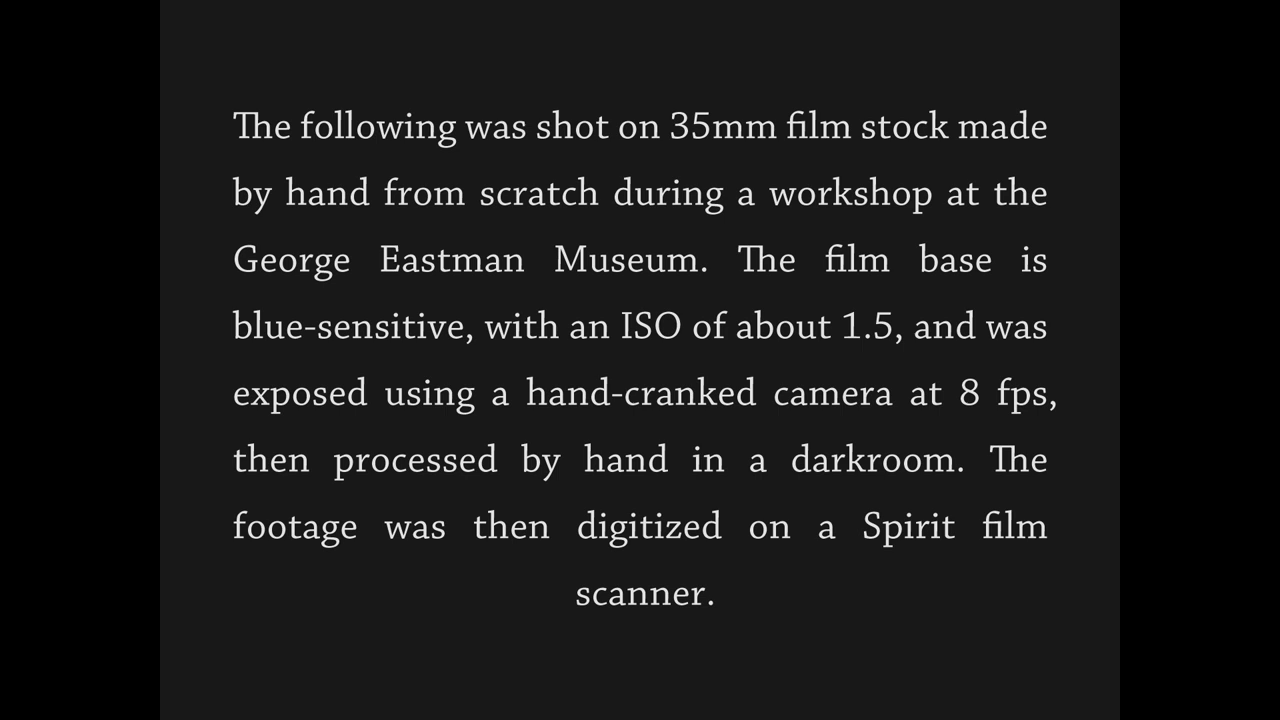 The following was shot on 35mm film stock made
by hand from scratch during a workshop at the
George Eastman Museum. The film base is
blue-sensitive, with an ISO of about 1.5, and was
exposed using a hand-cranked camera at 8 fps,
then processed by hand in a darkroom. The
footage was then digitized on a Spirit film
scanner.